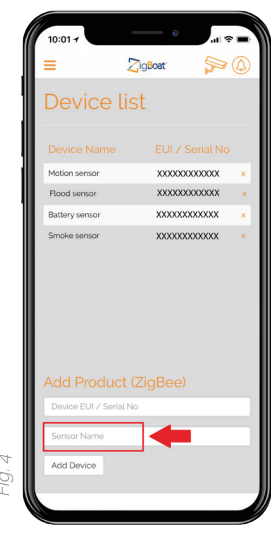 10:01
ZigBoat
Device list
Device Name EUI / Serial No
Motion sensor XXXXXXXXXXXX x
Flood sensor XXXXXXXXXXXX x
Battery sensor XXXXXXXXXXXX x
Smoke sensor XXXXXXXXXXXX x
Add Product (ZigBee)
Device EUI / Serial No
Sensor Name
Add Device
Fig. 4